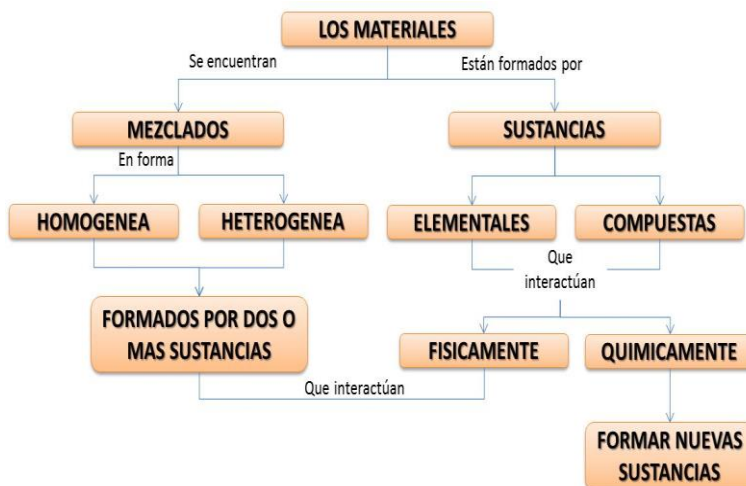 LOS MATERIALES
Se encuentran
Están formados por
MEZCLADOS
SUSTANCIAS
En forma
HOMOGENEA
HETEROGENEA
ELEMENTALES
COMPUESTAS
Que
interactúan
FORMADOS POR DOS O
MAS SUSTANCIAS
FISICAMENTE
QUIMICAMENTE
Que interactúan
FORMAR NUEVAS
SUSTANCIAS